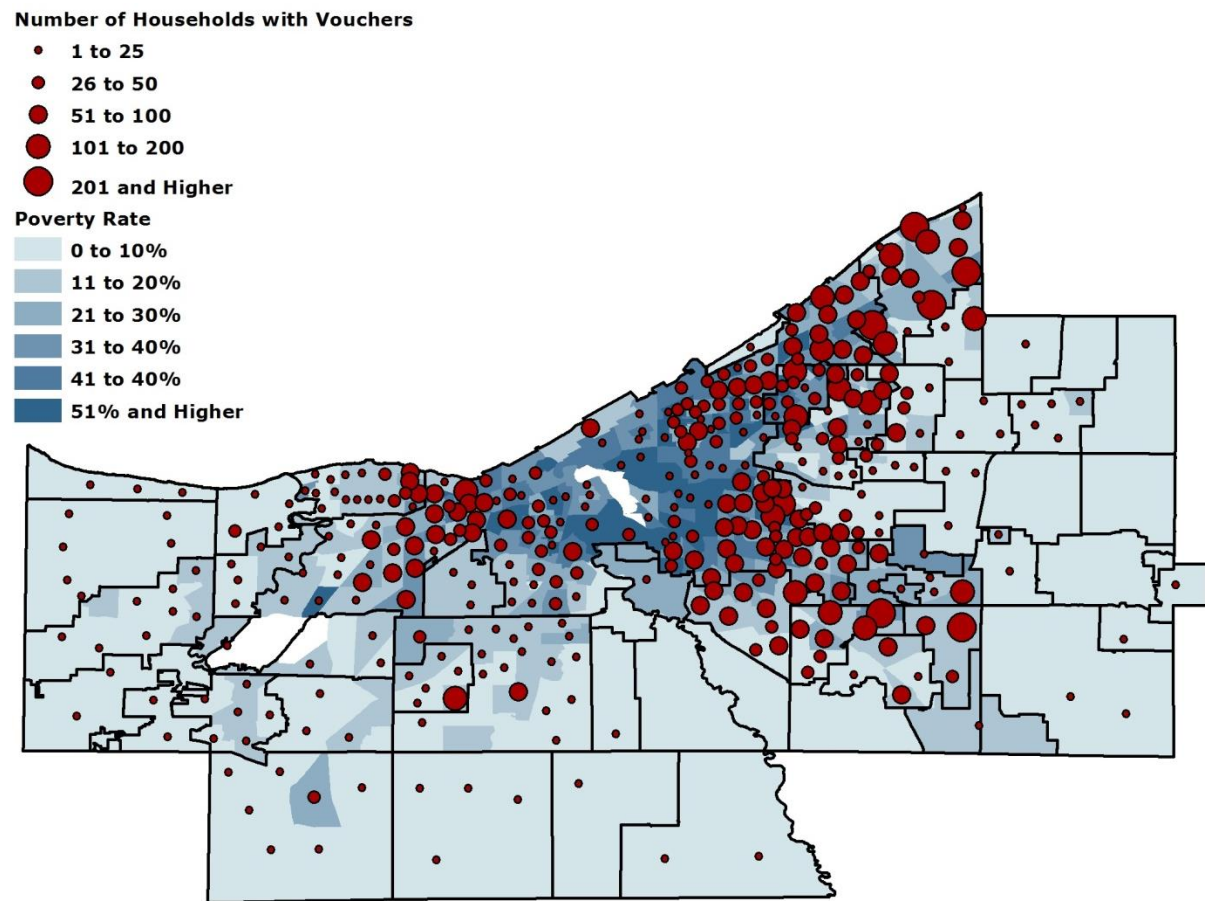 Number of Households with Vouchers
1 to 25
26 to 50
51 to 100
101 to 200
201 and Higher
Poverty Rate
0 to 10%
11 to 20%
21 to 30%
31 to 40%
41 to 40%
51% and Higher